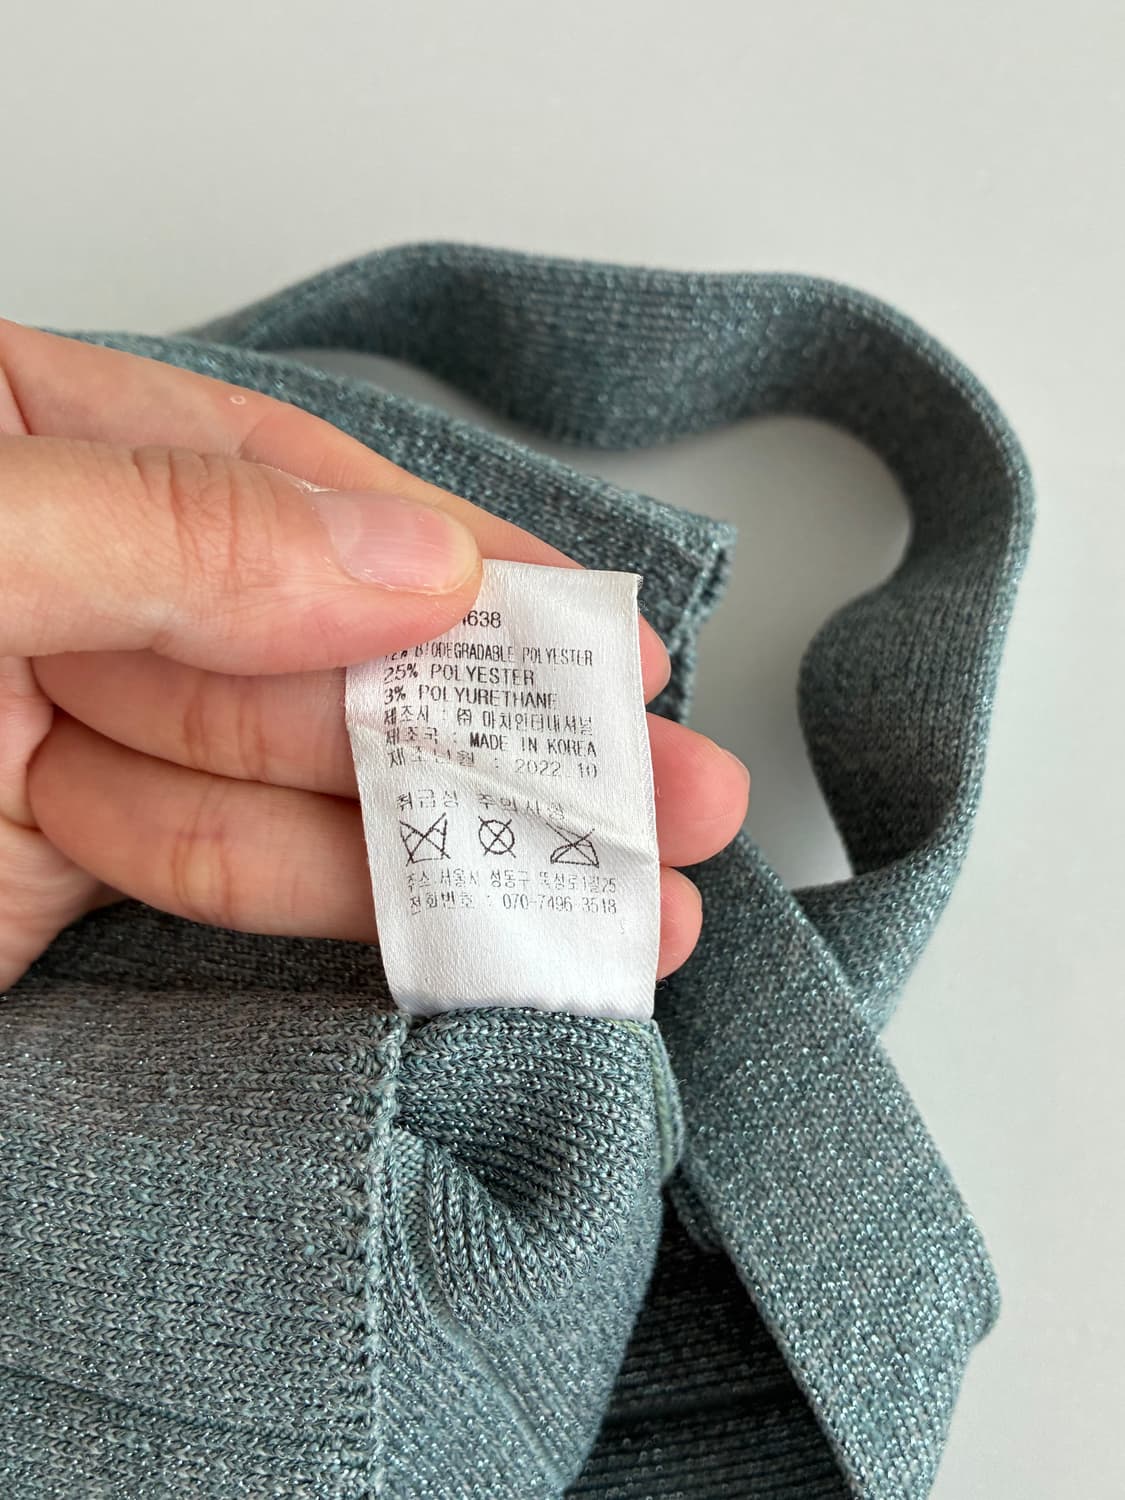 638
72% BIODEGRADABLE POLYESTER
25% POLYESTER
3% POLYURETHANE
제조사 : ㈜ 아치인터내셔널
제조국 : MADE IN KOREA
제조년월 : 2022.10
취급상 주의사항
주소 서울시 성동구 뚝섬로1길25
전화번호 : 070-7496-3518